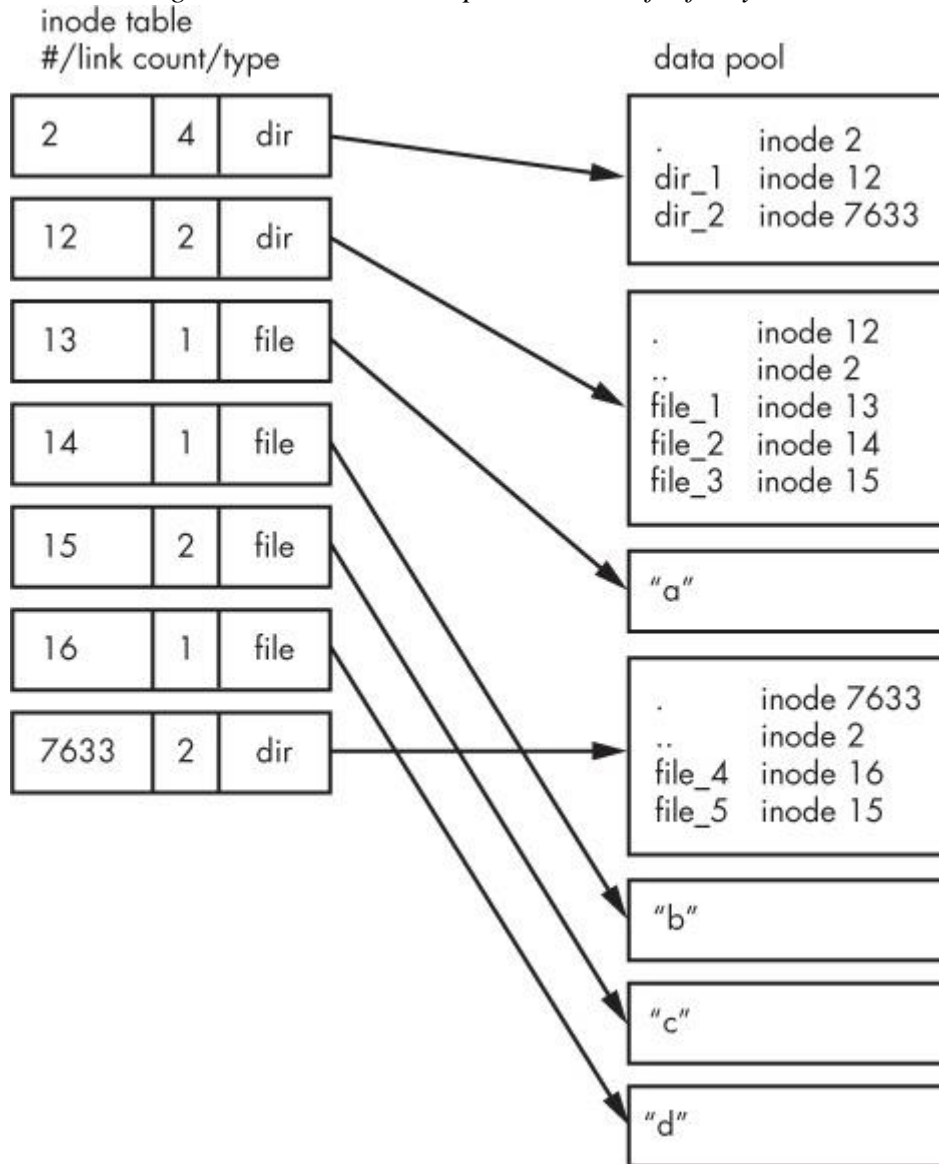 inode table
#/link count/type
2 4 dir
12 2 dir
13 1 file
14 1 file
15 2 file
16 1 file
7633 2 dir
data pool
. inode 2
dir_1 inode 12
dir_2 inode 7633
. inode 12
.. inode 2
file_1 inode 13
file_2 inode 14
file_3 inode 15
"a"
. inode 7633
.. inode 2
file_4 inode 16
file_5 inode 15
"b"
"c"
"d"